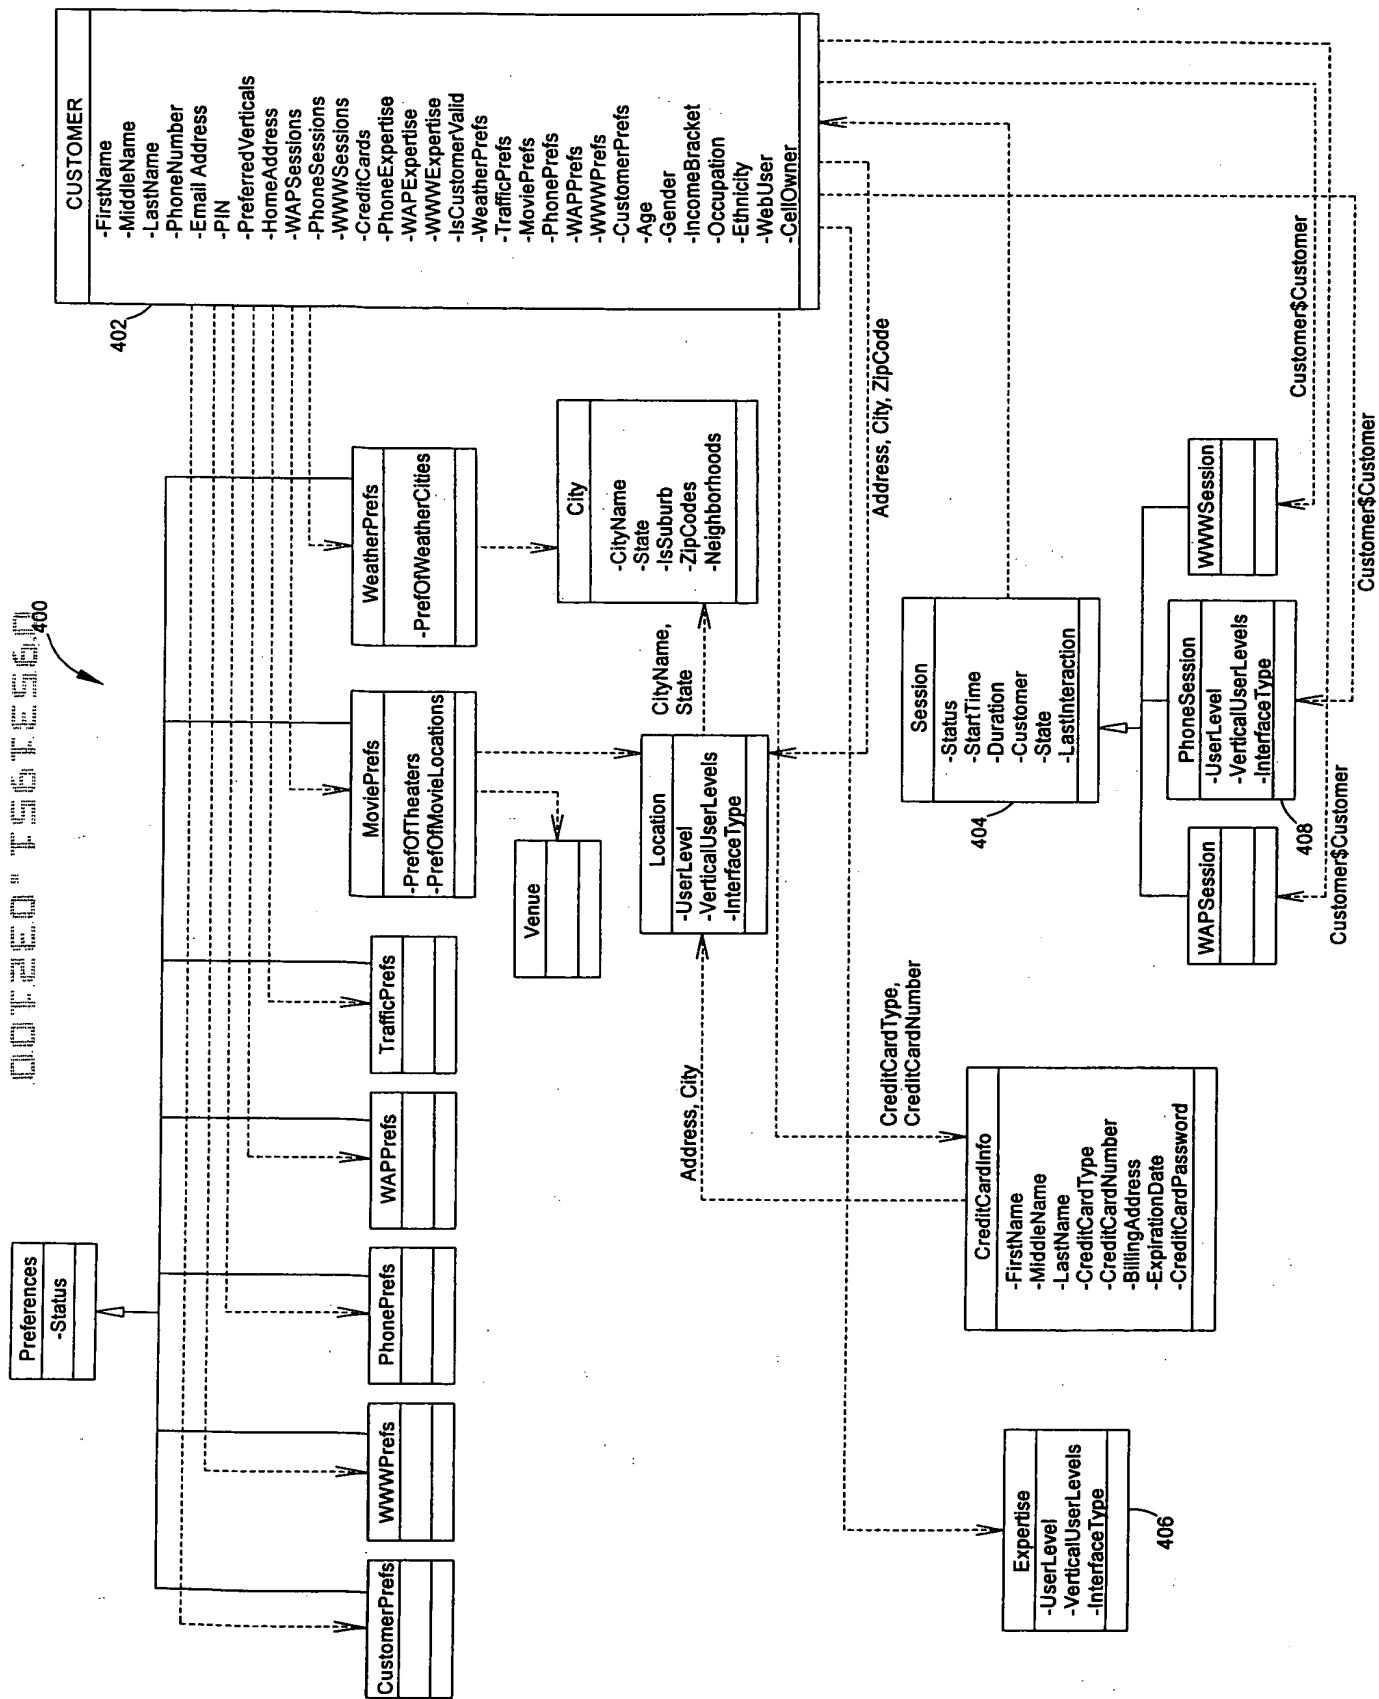 400
Preferences
-Status
CustomerPrefs
WWWPrefs
PhonePrefs
WAPPrefs
TrafficPrefs
MoviePrefs
-PrefOfTheaters
-PrefOfMovieLocations
WeatherPrefs
-PrefOfWeatherCities
402
CUSTOMER
-FirstName
-MiddleName
-LastName
-PhoneNumber
-Email Address
-PIN
-PreferredVerticals
-HomeAddress
-WAPSessions
-PhoneSessions
-WWWSessions
-CreditCards
-PhoneExpertise
-WAPExpertise
-WWWExpertise
-IsCustomerValid
-WeatherPrefs
-TrafficPrefs
-MoviePrefs
-PhonePrefs
-WAPPrefs
-WWWPrefs
-CustomerPrefs
-Age
-Gender
-IncomeBracket
-Occupation
-Ethnicity
-WebUser
-CellOwner
Venue
City
-CityName
-State
-IsSuburb
-ZipCodes
-Neighborhoods
CityName,
State
Location
-UserLevel
-VerticalUserLevels
-InterfaceType
Address, City
Address, City, ZipCode
CreditCardType,
CreditCardNumber
Expertise
-UserLevel
-VerticalUserLevels
-InterfaceType
406
CreditCardInfo
-FirstName
-MiddleName
-LastName
-CreditCardType
-CreditCardNumber
-BillingAddress
-ExpirationDate
-CreditCardPassword
Session
-Status
-StartTime
-Duration
-Customer
-State
-LastInteraction
404
WAPSession
PhoneSession
-UserLevel
-VerticalUserLevels
-InterfaceType
408
WWWSession
Customer$Customer
Customer$Customer
Customer$Customer